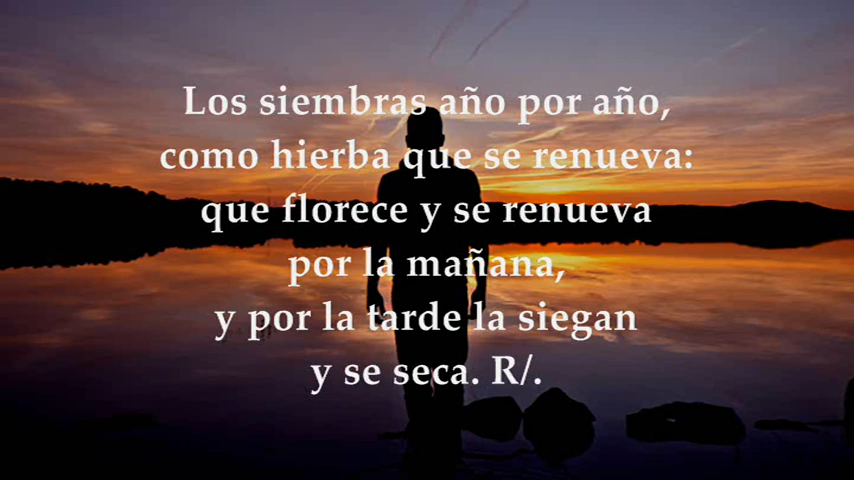 Los siembras año por año,
como hierba que se renueva:
que florece y se renueva
por la mañana,
y por la tarde la siegan
y se seca. R/.